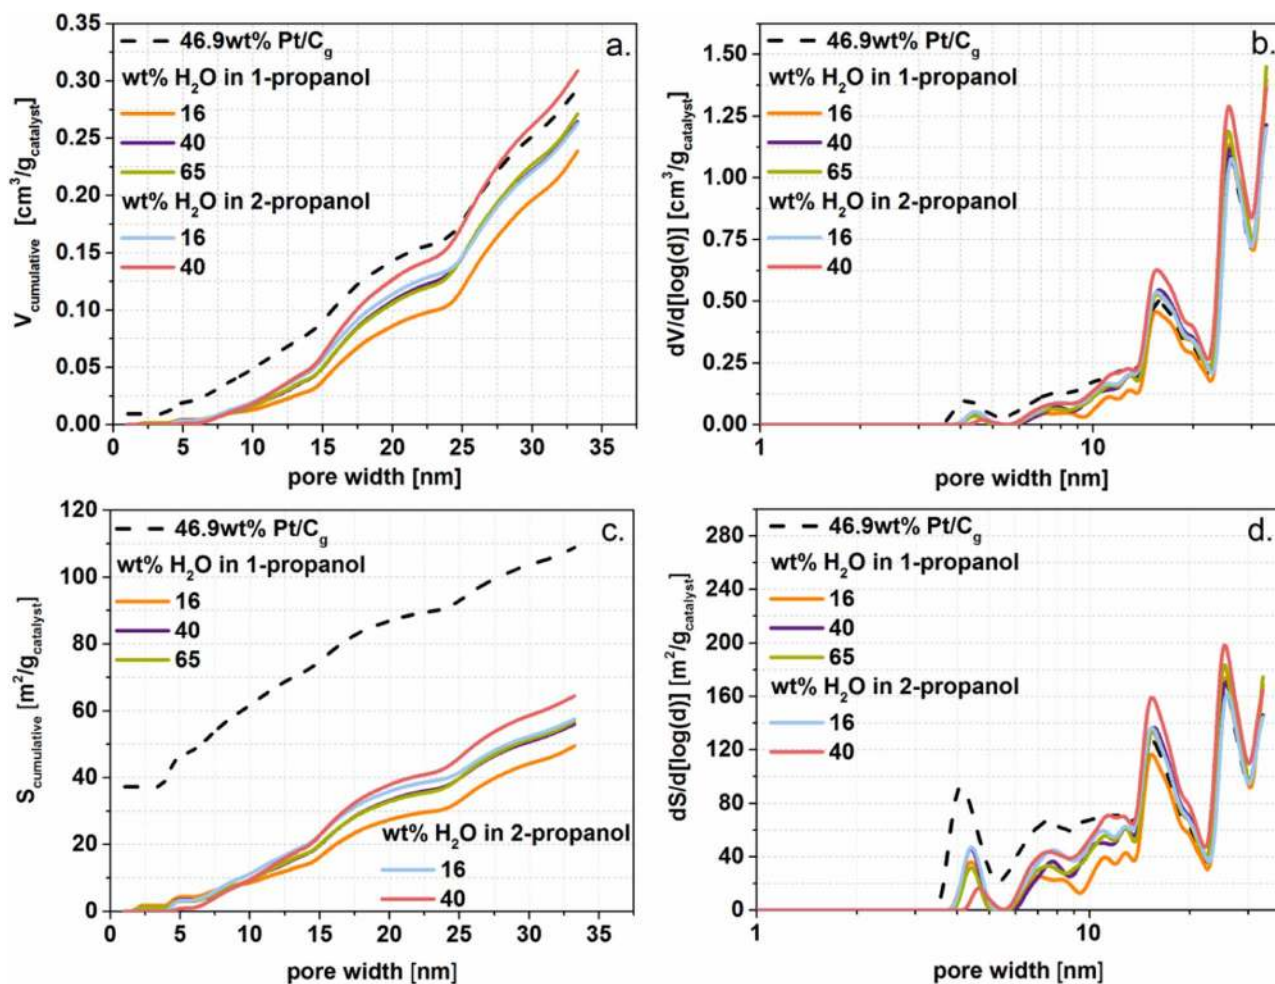 a.
46.9wt% Pt/Cg
wt% H2O in 1-propanol
16
40
65
wt% H2O in 2-propanol
16
40
Vcumulative [cm3/gcatalyst]
0.35
0.30
0.25
0.20
0.15
0.10
0.05
0.00
0 5 10 15 20 25 30 35
pore width [nm]
b.
46.9wt% Pt/Cg
wt% H2O in 1-propanol
16
40
65
wt% H2O in 2-propanol
16
40
dV/d[log(d)] [cm3/gcatalyst]
1.50
1.25
1.00
0.75
0.50
0.25
0.00
1 10
pore width [nm]
c.
46.9wt% Pt/Cg
wt% H2O in 1-propanol
16
40
65
wt% H2O in 2-propanol
16
40
Scumulative [m2/gcatalyst]
120
100
80
60
40
20
0
0 5 10 15 20 25 30 35
pore width [nm]
d.
46.9wt% Pt/Cg
wt% H2O in 1-propanol
16
40
65
wt% H2O in 2-propanol
16
40
dS/d[log(d)] [m2/gcatalyst]
280
240
200
160
120
80
40
0
1 10
pore width [nm]